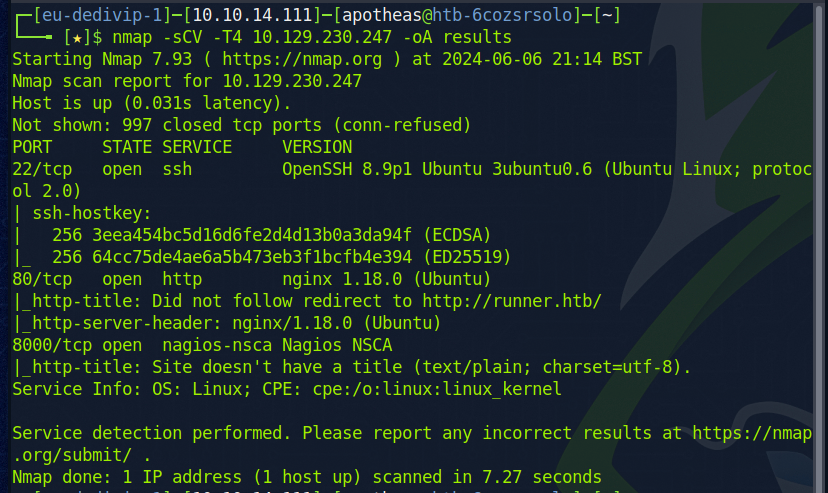 ┌─[eu-dedivip-1]─[10.10.14.111]─[apotheas@htb-6cozsrsolo]─[~]
└──╼ [★]$ nmap -sCV -T4 10.129.230.247 -oA results
Starting Nmap 7.93 ( https://nmap.org ) at 2024-06-06 21:14 BST
Nmap scan report for 10.129.230.247
Host is up (0.031s latency).
Not shown: 997 closed tcp ports (conn-refused)
PORT     STATE SERVICE     VERSION
22/tcp   open  ssh         OpenSSH 8.9p1 Ubuntu 3ubuntu0.6 (Ubuntu Linux; protoc
ol 2.0)
| ssh-hostkey:
|   256 3eea454bc5d16d6fe2d4d13b0a3da94f (ECDSA)
|_  256 64cc75de4ae6a5b473eb3f1bcfb4e394 (ED25519)
80/tcp   open  http        nginx 1.18.0 (Ubuntu)
|_http-title: Did not follow redirect to http://runner.htb/
|_http-server-header: nginx/1.18.0 (Ubuntu)
8000/tcp open  nagios-nsca Nagios NSCA
|_http-title: Site doesn't have a title (text/plain; charset=utf-8).
Service Info: OS: Linux; CPE: cpe:/o:linux:linux_kernel
Service detection performed. Please report any incorrect results at https://nmap
.org/submit/ .
Nmap done: 1 IP address (1 host up) scanned in 7.27 seconds